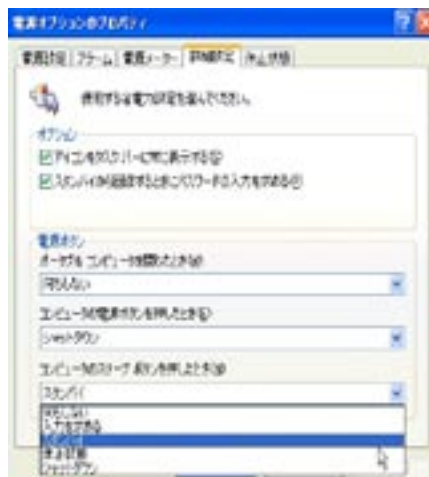 電源オプションのプロパティ
電源設定 アラーム 電源メーター 詳細設定 休止状態
使用する省電力設定を選んでください。
オプション
アイコンをタスク バーに常に表示する
スタンバイから回復するときにパスワードの入力を求める
電源ボタン
ポータブル コンピュータを閉じたとき
何もしない
コンピュータの電源ボタンを押したとき
シャットダウン
コンピュータのスリープ ボタンを押したとき
スタンバイ
何もしない
入力を求める
スタンバイ
休止状態
シャットダウン